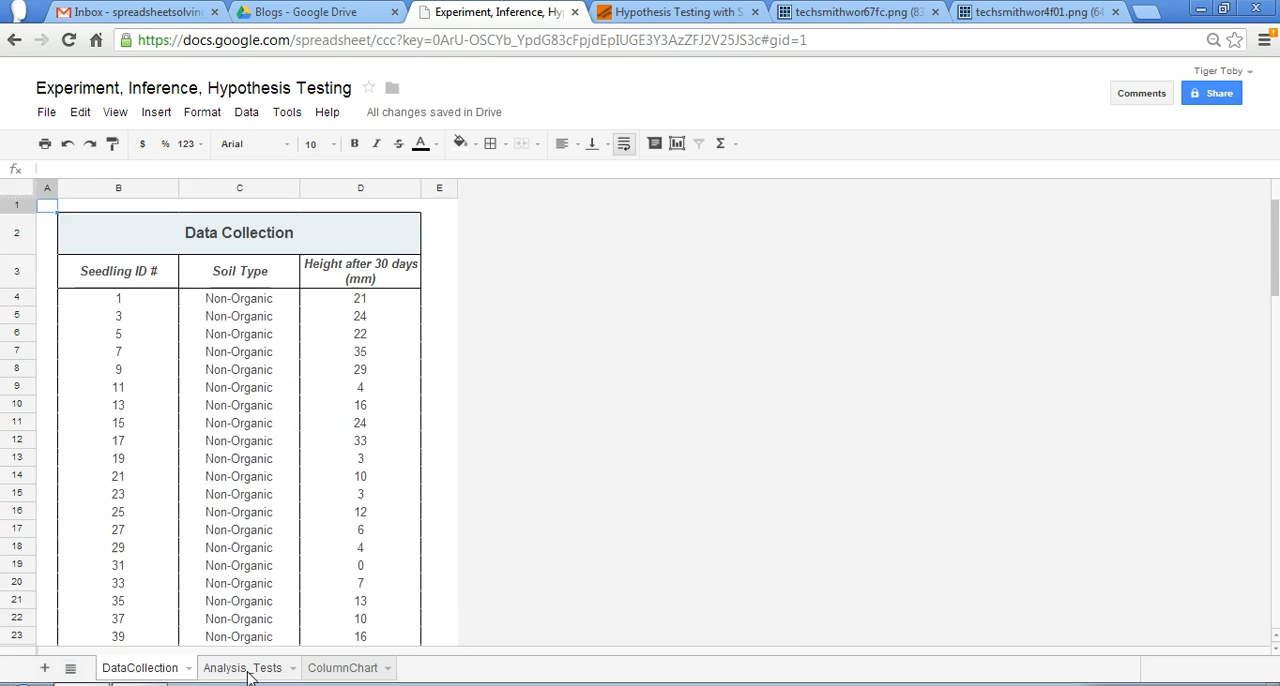 Inbox - spreadsheetsolvin × Blogs - Google Drive × Experiment, Inference, Hy × Hypothesis Testing with S × techsmithwor67fc.png (83 × techsmithwor4f01.png (64 ×
https://docs.google.com/spreadsheet/ccc?key=0ArU-OSCYb_YpdG83cFpjdEpIUGE3Y3AzZFJ2V25JS3c#gid=1
Tiger Toby
Experiment, Inference, Hypothesis Testing
Comments Share
File Edit View Insert Format Data Tools Help All changes saved in Drive
$ % 123 Arial 10 B I S A Σ
fx
A B C D E
1
2 Data Collection
3 Seedling ID # Soil Type Height after 30 days (mm)
4 1 Non-Organic 21
5 3 Non-Organic 24
6 5 Non-Organic 22
7 7 Non-Organic 35
8 9 Non-Organic 29
9 11 Non-Organic 4
10 13 Non-Organic 16
11 15 Non-Organic 24
12 17 Non-Organic 33
13 19 Non-Organic 3
14 21 Non-Organic 10
15 23 Non-Organic 3
16 25 Non-Organic 12
17 27 Non-Organic 6
18 29 Non-Organic 4
19 31 Non-Organic 0
20 33 Non-Organic 7
21 35 Non-Organic 13
22 37 Non-Organic 10
23 39 Non-Organic 16
+ DataCollection Analysis_Tests ColumnChart